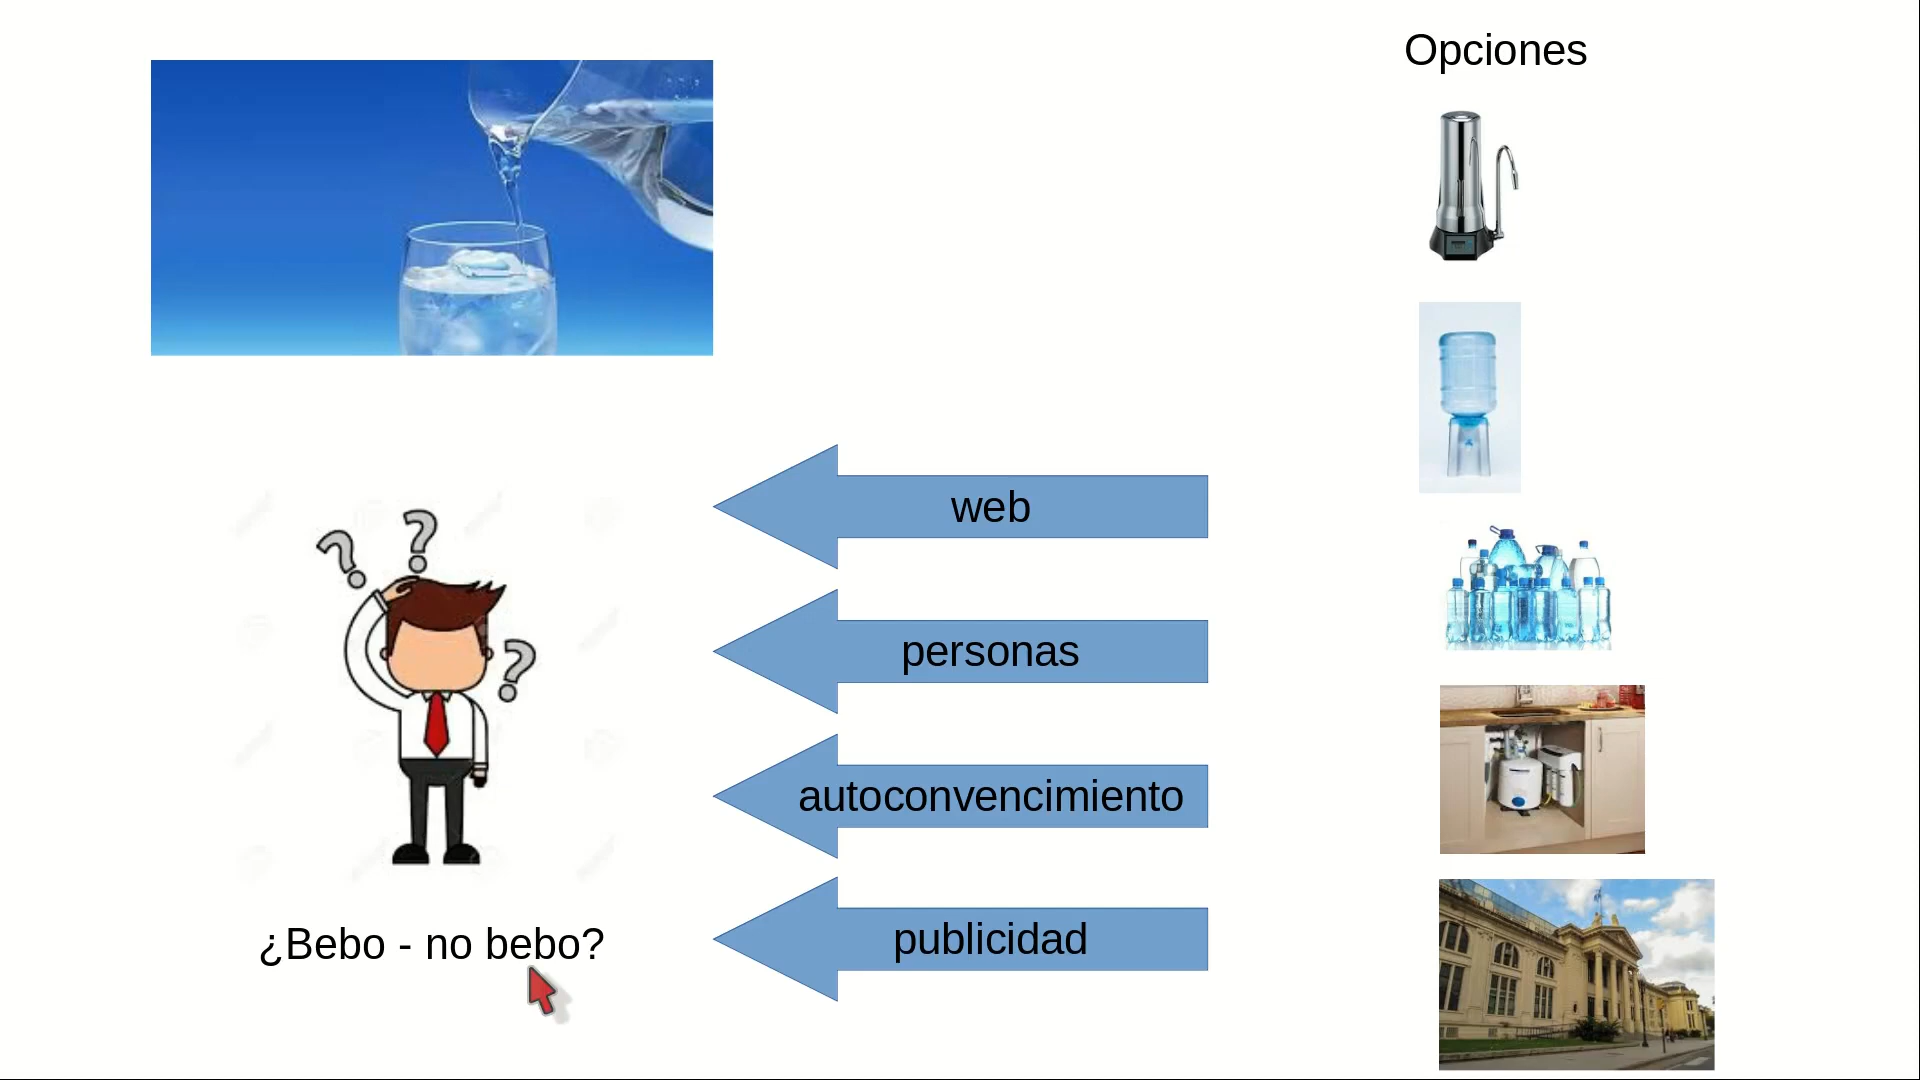 Opciones
web
personas
autoconvencimiento
publicidad
¿Bebo - no bebo?